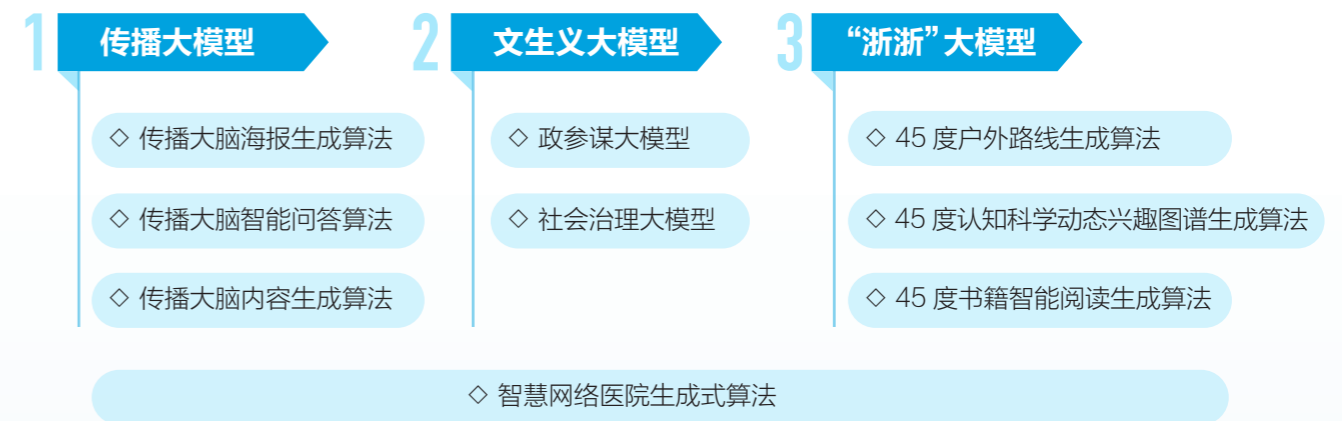 1 传播大模型
◇ 传播大脑海报生成算法
◇ 传播大脑智能问答算法
◇ 传播大脑内容生成算法
2 文生义大模型
◇ 政参谋大模型
◇ 社会治理大模型
3 “浙浙”大模型
◇ 45 度户外路线生成算法
◇ 45 度认知科学动态兴趣图谱生成算法
◇ 45 度书籍智能阅读生成算法
◇ 智慧网络医院生成式算法